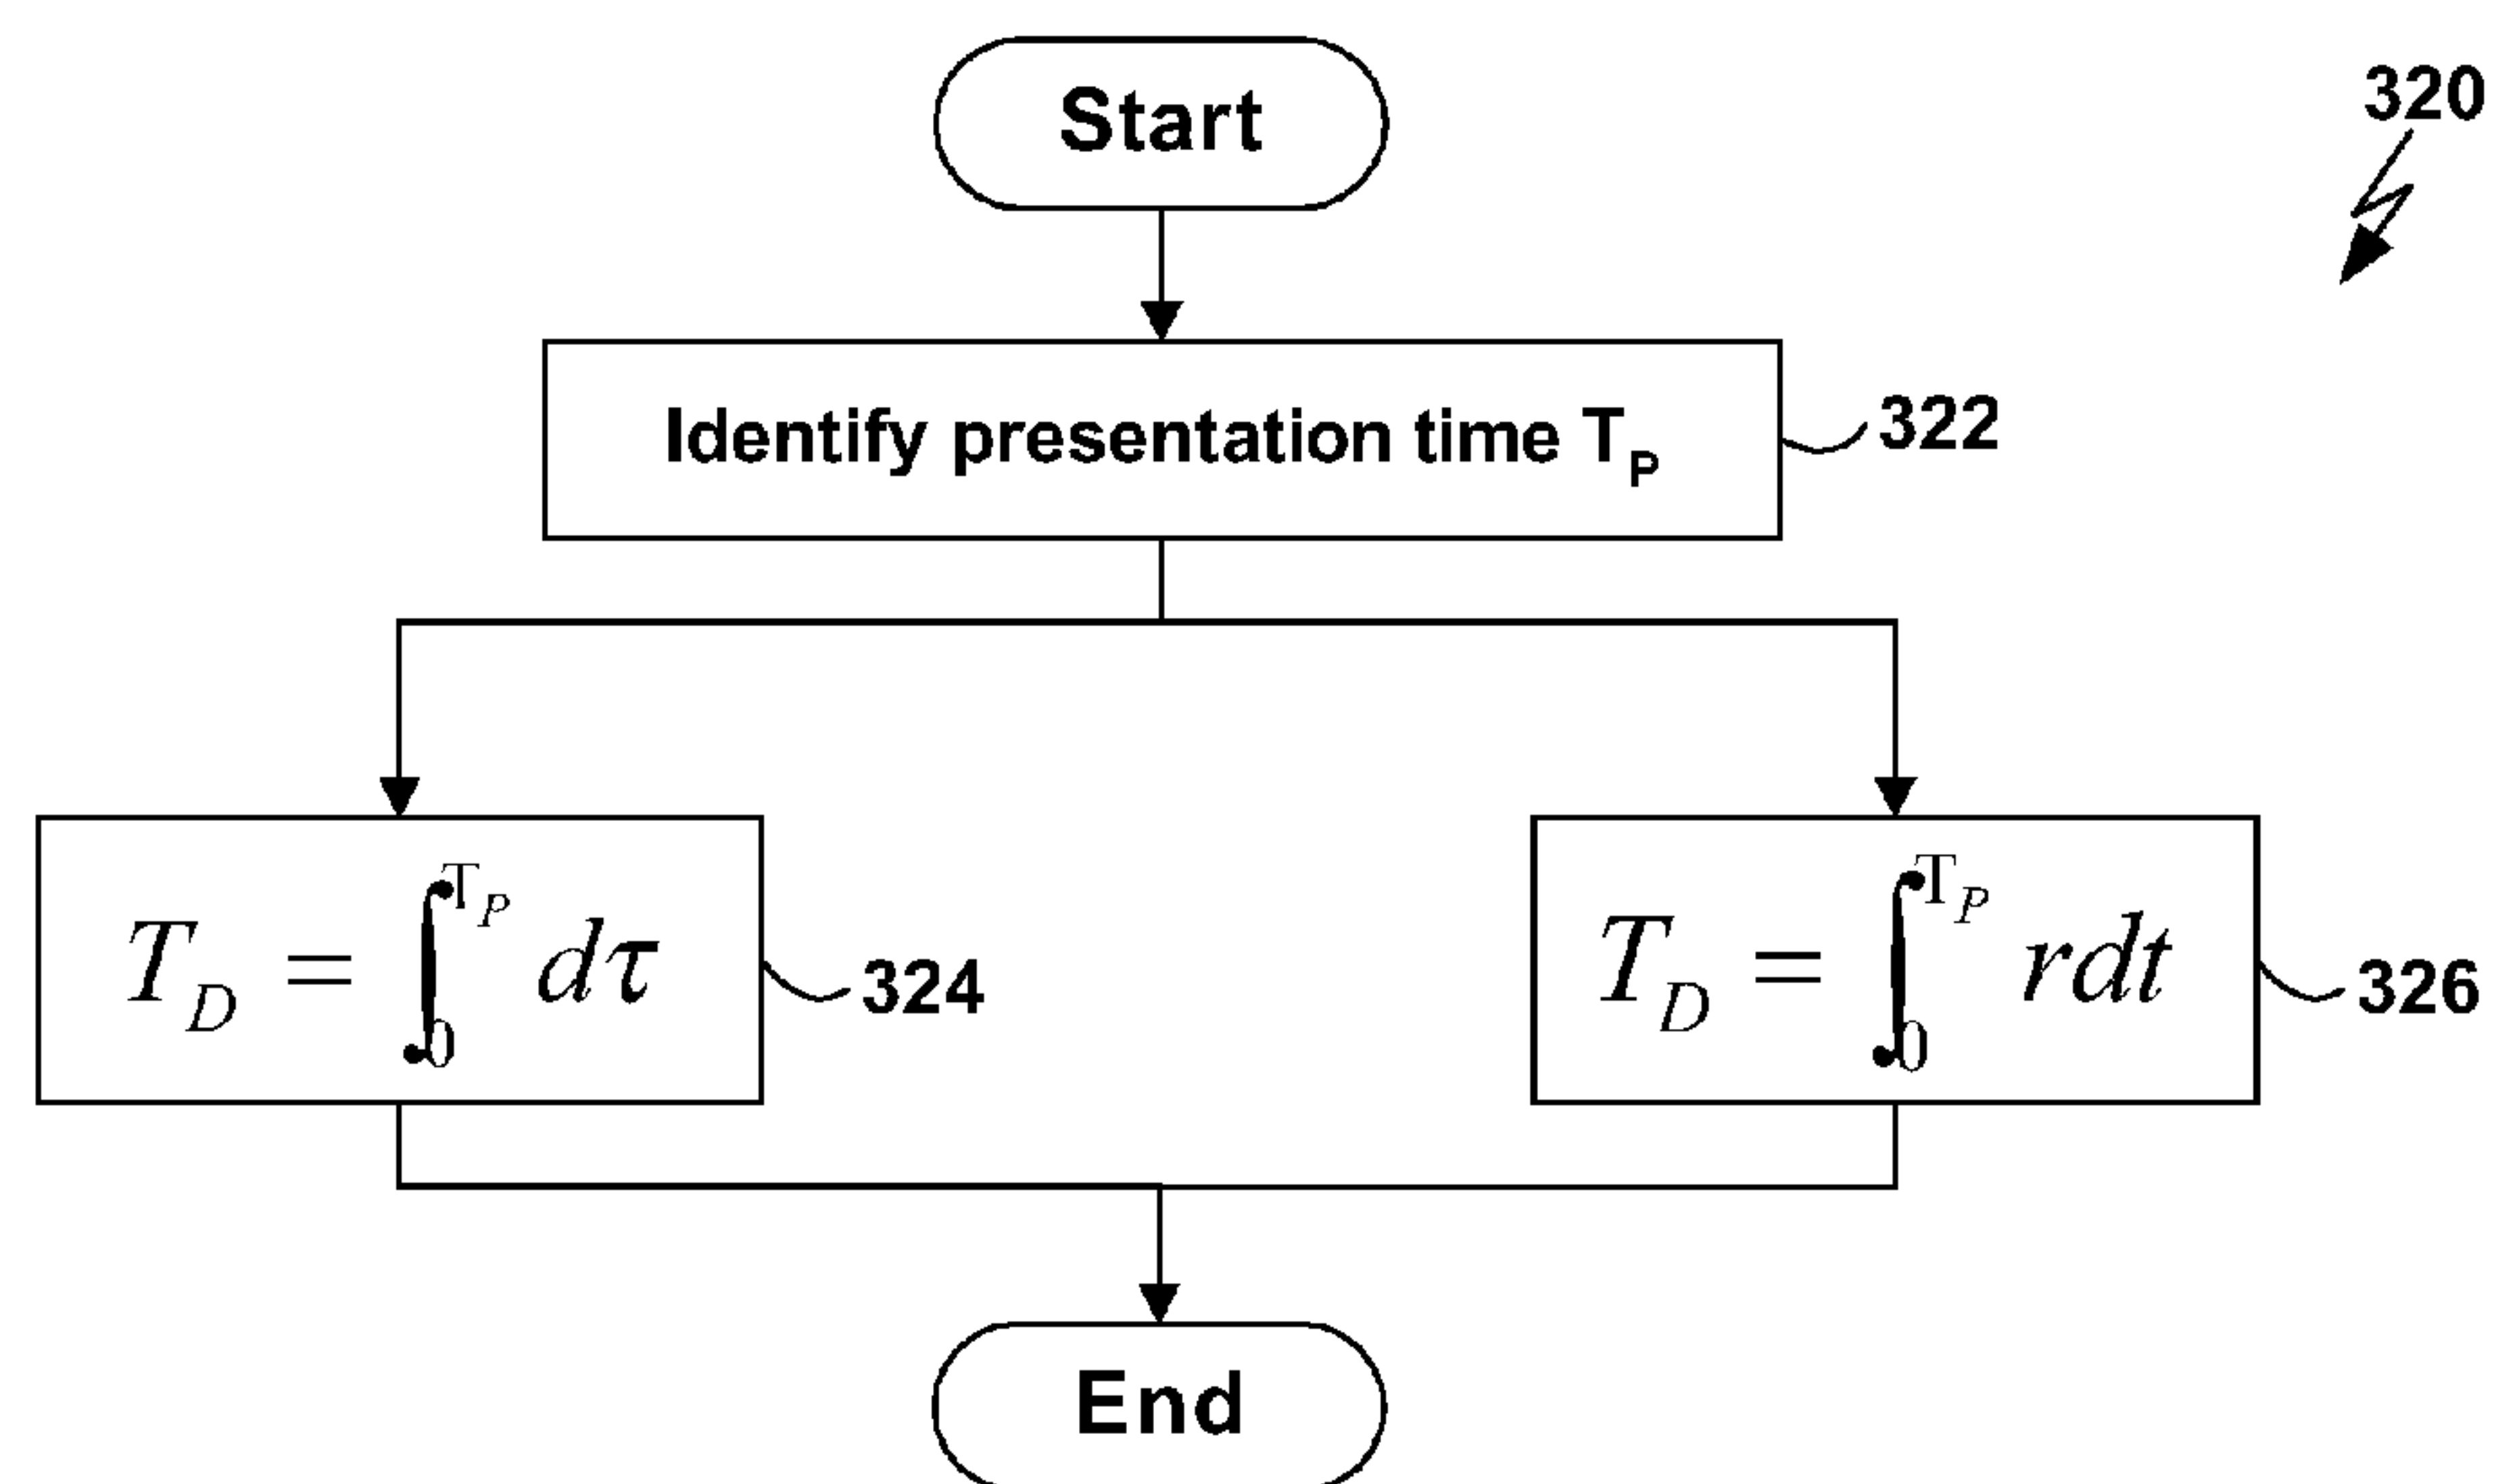 Start
320
Identify presentation time T_P
322
T_D = ∫_0^{T_P} dτ
324
T_D = ∫_0^{T_P} rdt
326
End